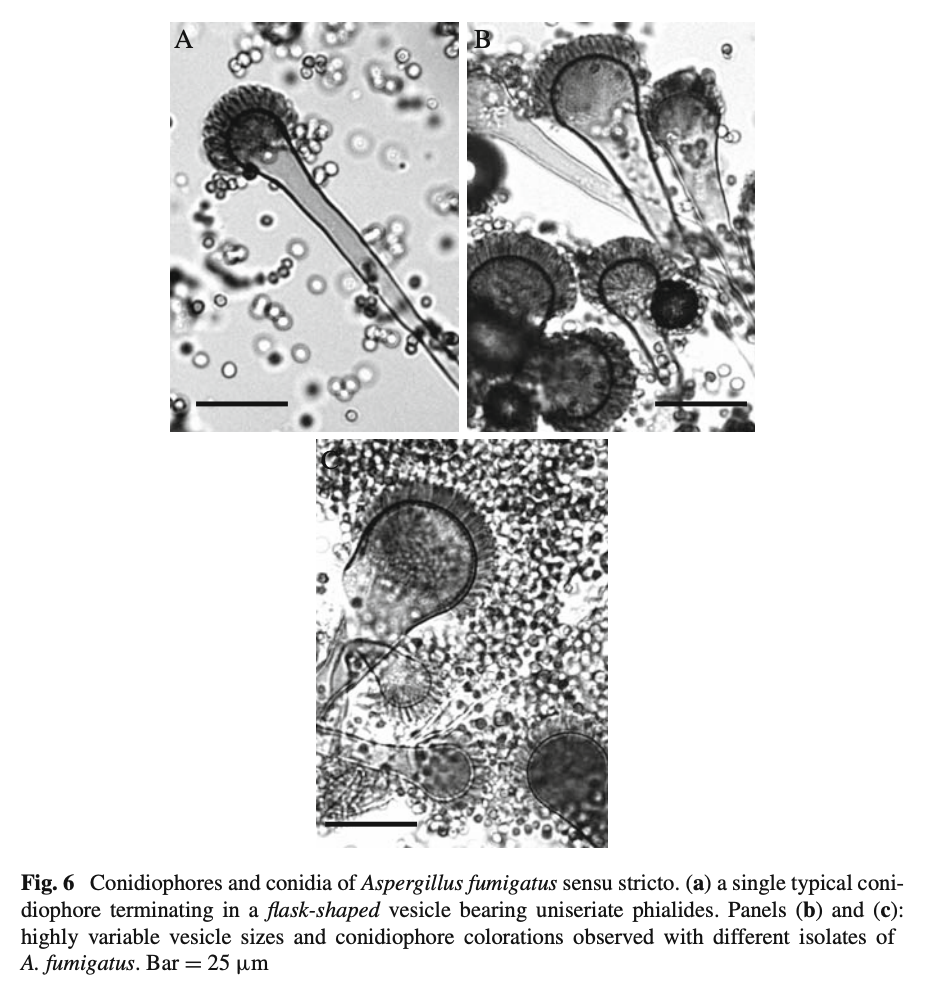 A
B
C
Fig. 6 Conidiophores and conidia of Aspergillus fumigatus sensu stricto. (a) a single typical coni-
diophore terminating in a flask-shaped vesicle bearing uniseriate phialides. Panels (b) and (c):
highly variable vesicle sizes and conidiophore colorations observed with different isolates of
A. fumigatus. Bar = 25 μm